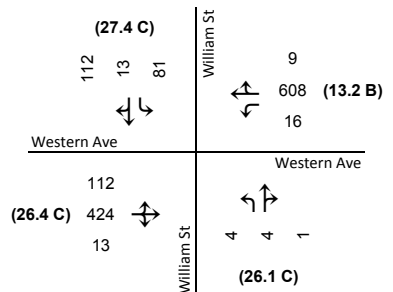 (27.4 C)
112 13 81
William St
9
608 (13.2 B)
16
Western Ave
Western Ave
112
(26.4 C) 424
13
William St
4 4 1
(26.1 C)